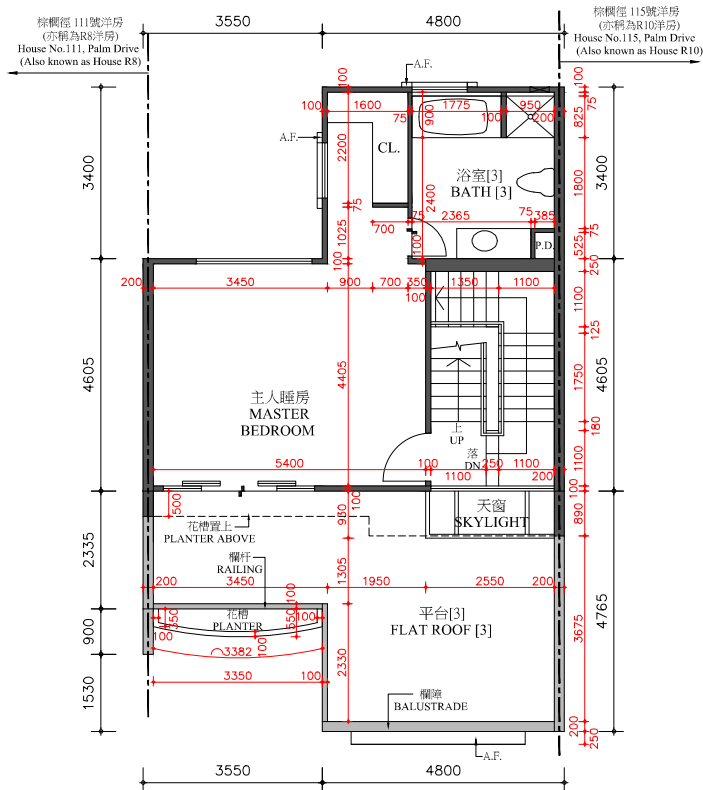 棕櫚徑 111號洋房
(亦稱為R8洋房)
House No.111, Palm Drive
(Also known as House R8)
3550
4800
棕櫚徑 115號洋房
(亦稱為R10洋房)
House No.115, Palm Drive
(Also known as House R10)
A.F.
100
100
1600
1775
950
75
900
100
200
825
75
A.F.
2200
CL.
3400
浴室[3]
BATH [3]
1800
3400
2400
75
75
2365
75
385
700
1025
100
P.D.
525
75
100
250
200
3450
900
700
350
1350
1100
100
1100
125
4605
4405
1750
4605
主人睡房
MASTER
BEDROOM
上
UP
180
落
DN.
5400
100
250
1100
1100
1100
200
500
100
100
930
天窗
SKYLIGHT
890
花槽置上
PLANTER ABOVE
2335
欄杆
RAILING
1305
200
3450
1950
2550
200
100
花槽
PLANTER
350
550
100
100
100
平台[3]
FLAT ROOF [3]
3675
4765
900
3382
2330
3350
100
1530
欄障
BALUSTRADE
200
250
A.F.
3550
4800